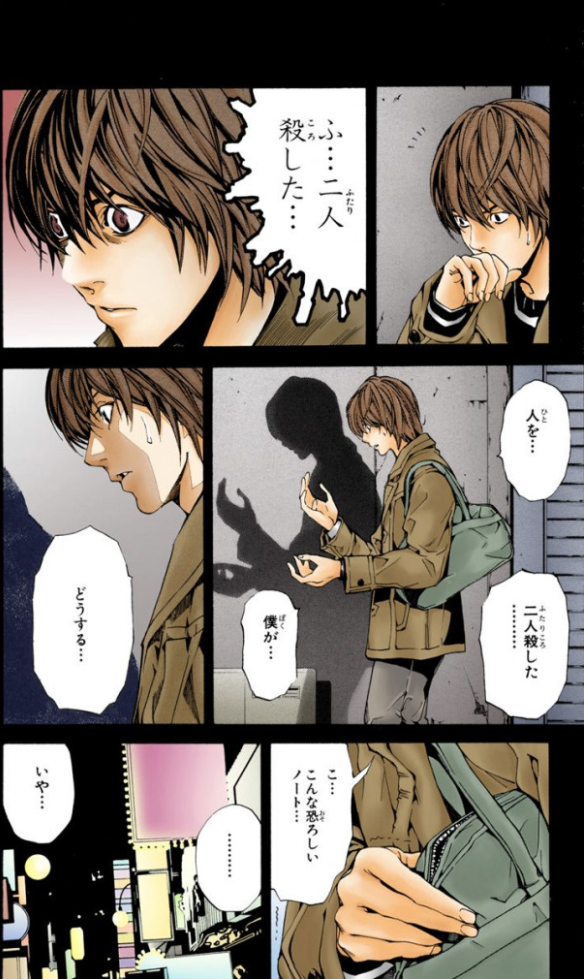 ふ…二人
殺した…
人を…
二人殺した
…………
僕が…
どうする…
こ…
こんな恐ろしい
ノート…
………
いや…